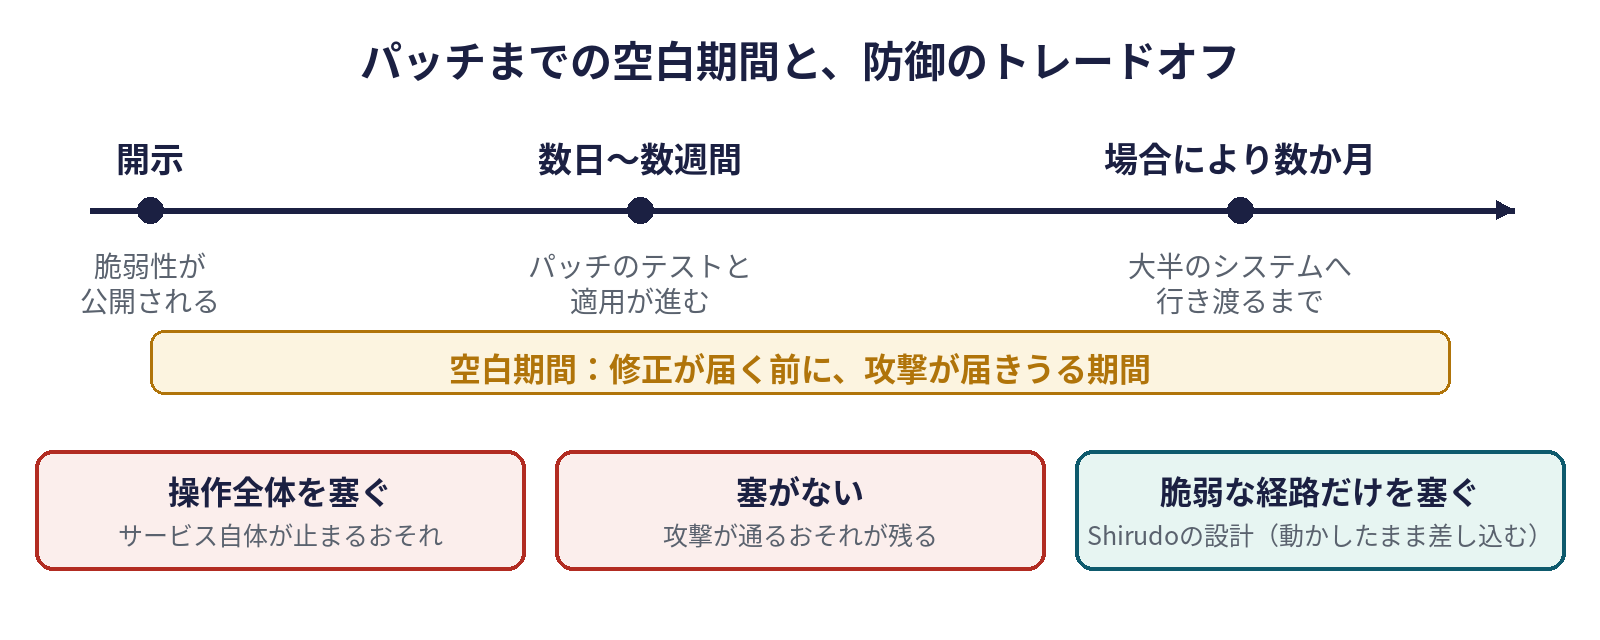 パッチまでの空白期間と、防御のトレードオフ
開示
数日～数週間
場合により数か月
脆弱性が
公開される
パッチのテストと
適用が進む
大半のシステムへ
行き渡るまで
空白期間：修正が届く前に、攻撃が届きうる期間
操作全体を塞ぐ
サービス自体が止まるおそれ
塞がない
攻撃が通るおそれが残る
脆弱な経路だけを塞ぐ
Shirudoの設計（動かしたまま差し込む）